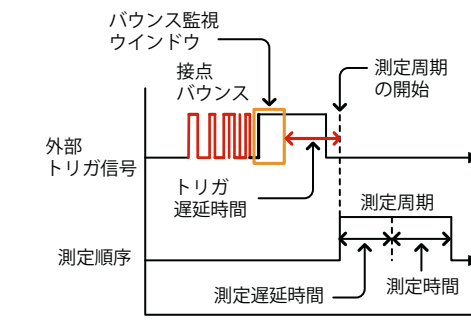 バウンス監視
ウインドウ
接点
バウンス
測定周期
の開始
外部
トリガ信号
トリガ
遅延時間
測定周期
測定順序
測定遅延時間
測定時間